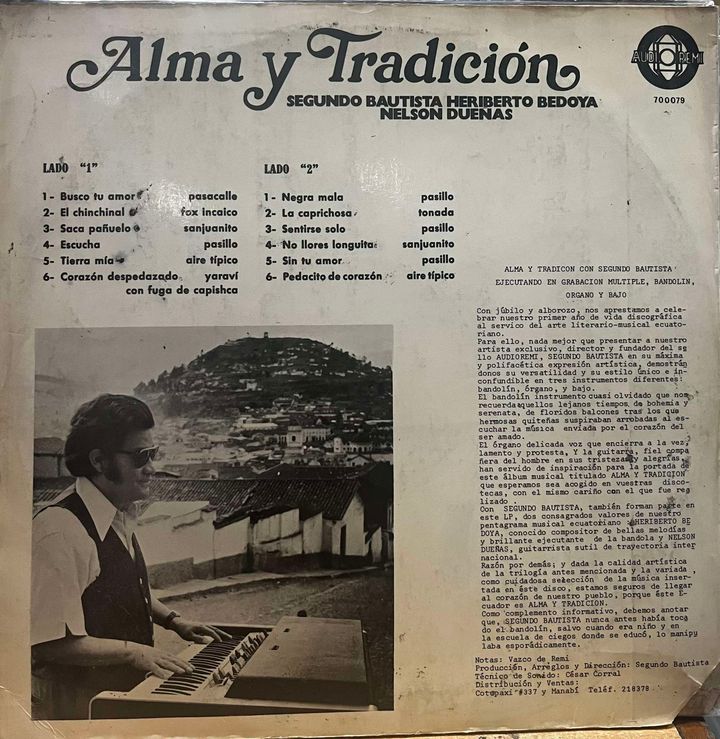 Alma y Tradición
SEGUNDO BAUTISTA HERIBERTO BEDOYA
NELSON DUEÑAS
AUDIOREMI
700079
LADO "1"
1- Busco tu amor pasacalle
2- El chinchinal fox incaico
3- Saca pañuelo sanjuanito
4- Escucha pasillo
5- Tierra mía aire típico
6- Corazón despedazado yaraví
con fuga de capishca
LADO "2"
1- Negra mala pasillo
2- La caprichosa tonada
3- Sentirse solo pasillo
4- No llores longuita sanjuanito
5- Sin tu amor pasillo
6- Pedacito de corazón aire típico
ALMA Y TRADICON CON SEGUNDO BAUTISTA
EJECUTANDO EN GRABACION MULTIPLE, BANDOLIN,
ORGANO Y BAJO
Con júbilo y alborozo, nos aprestamos a cele-
brar nuestro primer año de vida discográfica
al servico del arte literario-musical ecuato-
riano.
Para ello, nada mejor que presentar a nuestro
artista exclusivo, director y fundador del se
llo AUDIOREMI, SEGUNDO BAUTISTA en su máxima
y polifacética expresión artística, demostrán
donos su versatilidad y su estilo único e in-
confundible en tres instrumentos diferentes:
bandolín, órgano, y bajo.
El bandolín instrumento cuasi olvidado que nos
recuerda aquellos lejanos tiempos de bohemia y
serenata, de floridos balcones tras los que
hermosas quiteñas suspiraban arrobadas al es-
cuchar la música enviada por el corazón del
ser amado.
El órgano delicada voz que encierra a la vez,
lamento y protesta, Y la guitarra, fiel compa
ñera del hombre en sus tristezas y alegrías,
han servido de inspiración para la portada de
este álbum musical titulado ALMA Y TRADICION
que esperamos sea acogido en vuestras disco-
tecas, con el mismo cariño con el que fue rea
lizado .
Con SEGUNDO BAUTISTA, también forman parte en
este LP, dos consagrados valores de nuestro
pentagrama musical ecuatoriano : HERIBERTO BE
DOYA, conocido compositor de bellas melodías
y brillante ejecutante de la bandola y NELSON
DUEÑAS, guitarrista sutil de trayectoria inter
nacional.
Razón por demás; y dada la calidad artística
de la trilogía antes mencionada y la variada ,
como cuidadosa selección de la música inser-
tada en éste disco, estamos seguros de llegar
al corazón de nuestro pueblo, porque éste E-
cuador es ALMA Y TRADICION.
Como complemento informativo, debemos anotar
que, SEGUNDO BAUTISTA nunca antes había toca
do el bandolín, salvo cuando era niño y en
la escuela de ciegos donde se educó, lo manipu
laba esporádicamente.
Notas: Vazco de Remi
Producción, Arreglos y Dirección: Segundo Bautista
Técnico de Sonido: César Corral
Distribución y Ventas:
Cotopaxi #337 y Manabí Teléf. 218378